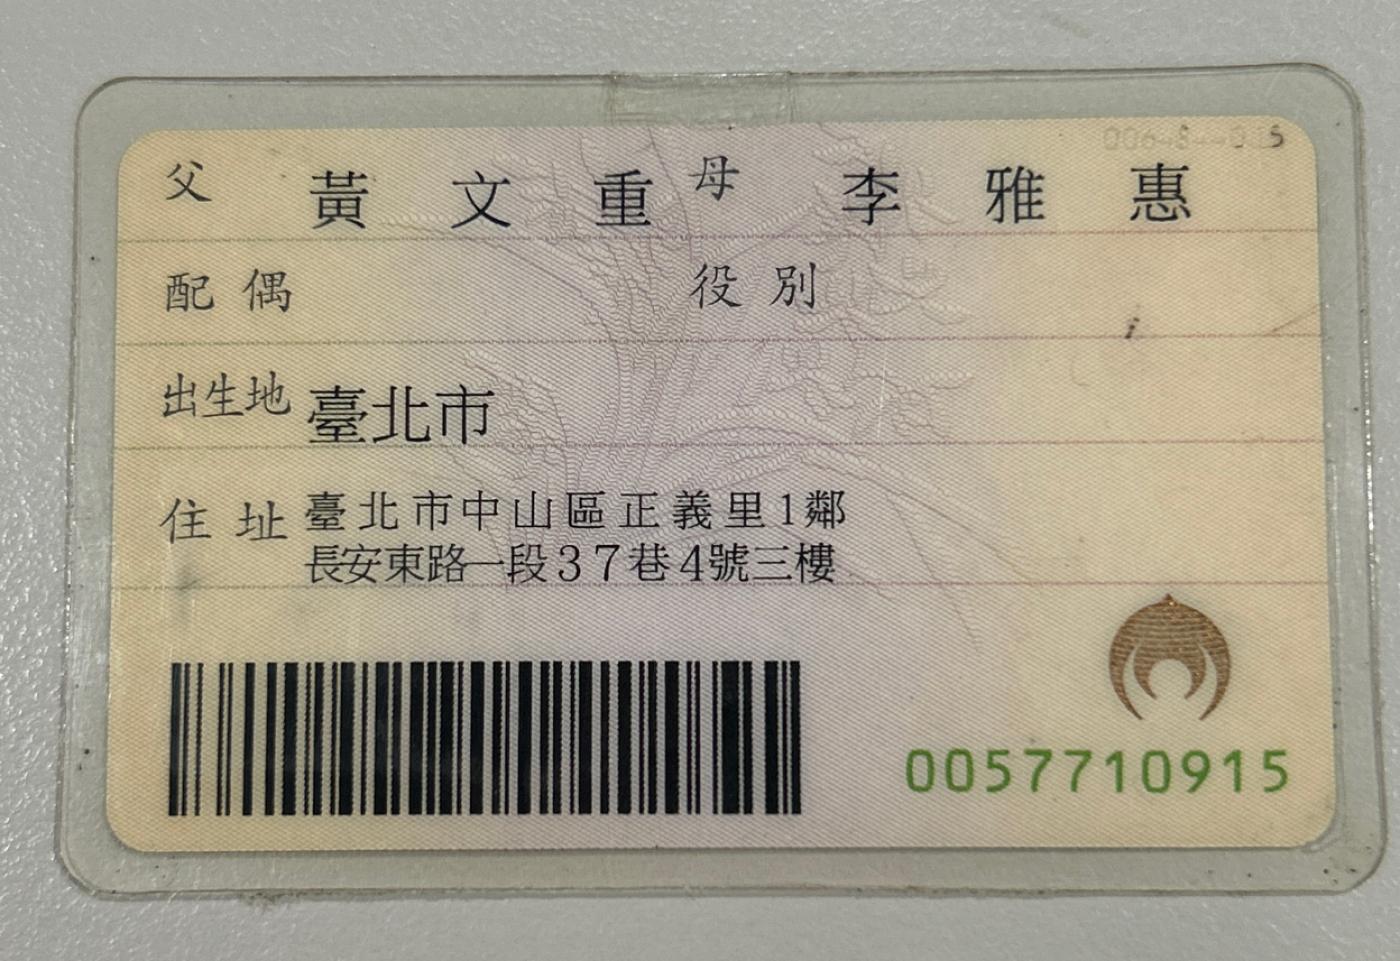 父 黃文重 母 李雅惠
配偶 役別
出生地 臺北市
住址 臺北市中山區正義里1鄰
長安東路一段37巷4號三樓
0057710915